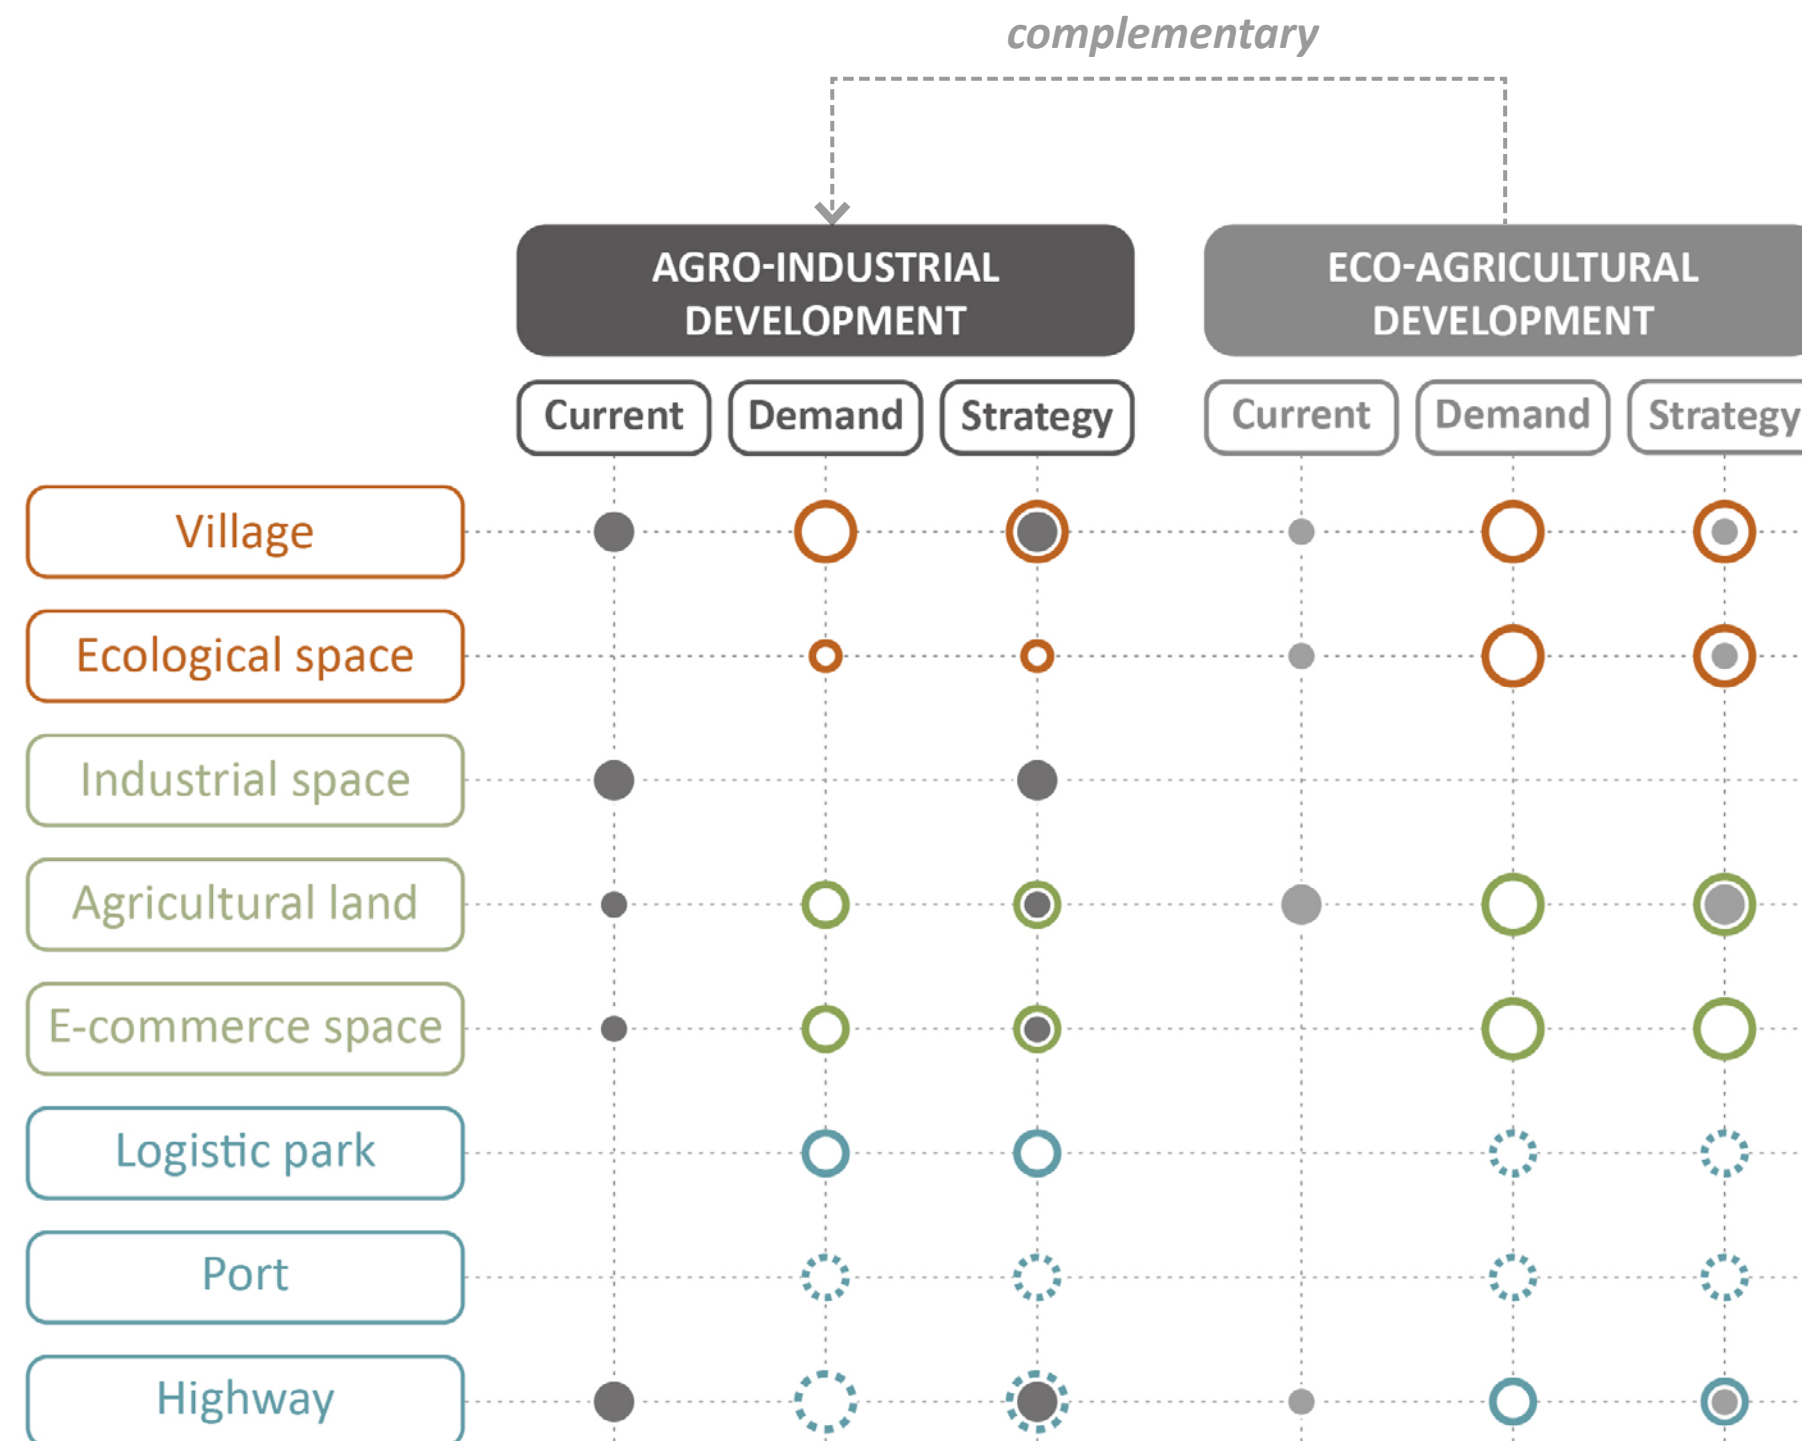 complementary
AGRO-INDUSTRIAL
DEVELOPMENT
ECO-AGRICULTURAL
DEVELOPMENT
Current
Demand
Strategy
Current
Demand
Strategy
Village
Ecological space
Industrial space
Agricultural land
E-commerce space
Logistic park
Port
Highway